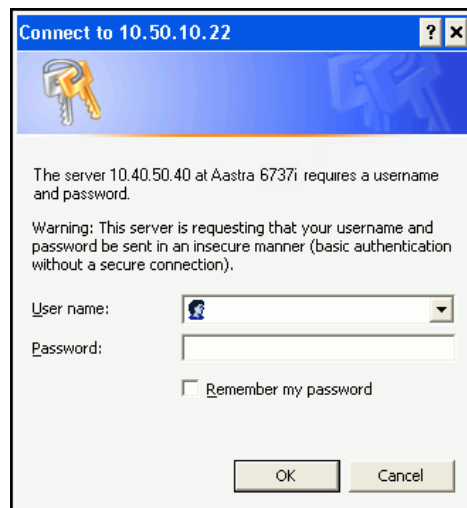 Connect to 10.50.10.22
?
The server 10.40.50.40 at Aastra 6737i requires a username
and password.
Warning: This server is requesting that your username and
password be sent in an insecure manner (basic authentication
without a secure connection).
User name:
Password:
Remember my password
OK
Cancel